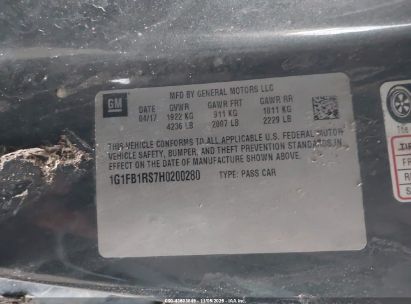 GM
MFD BY GENERAL MOTORS LLC
DATE GVWR GAWR FRT GAWR RR
04/17 1922 KG 911 KG 1011 KG
4236 LB 2007 LB 2229 LB
THIS VEHICLE CONFORMS TO ALL APPLICABLE U.S. FEDERAL MOTOR
VEHICLE SAFETY, BUMPER, AND THEFT PREVENTION STANDARDS IN
EFFECT ON THE DATE OF MANUFACTURE SHOWN ABOVE.
1G1FB1RS7H0200280 TYPE: PASS CAR